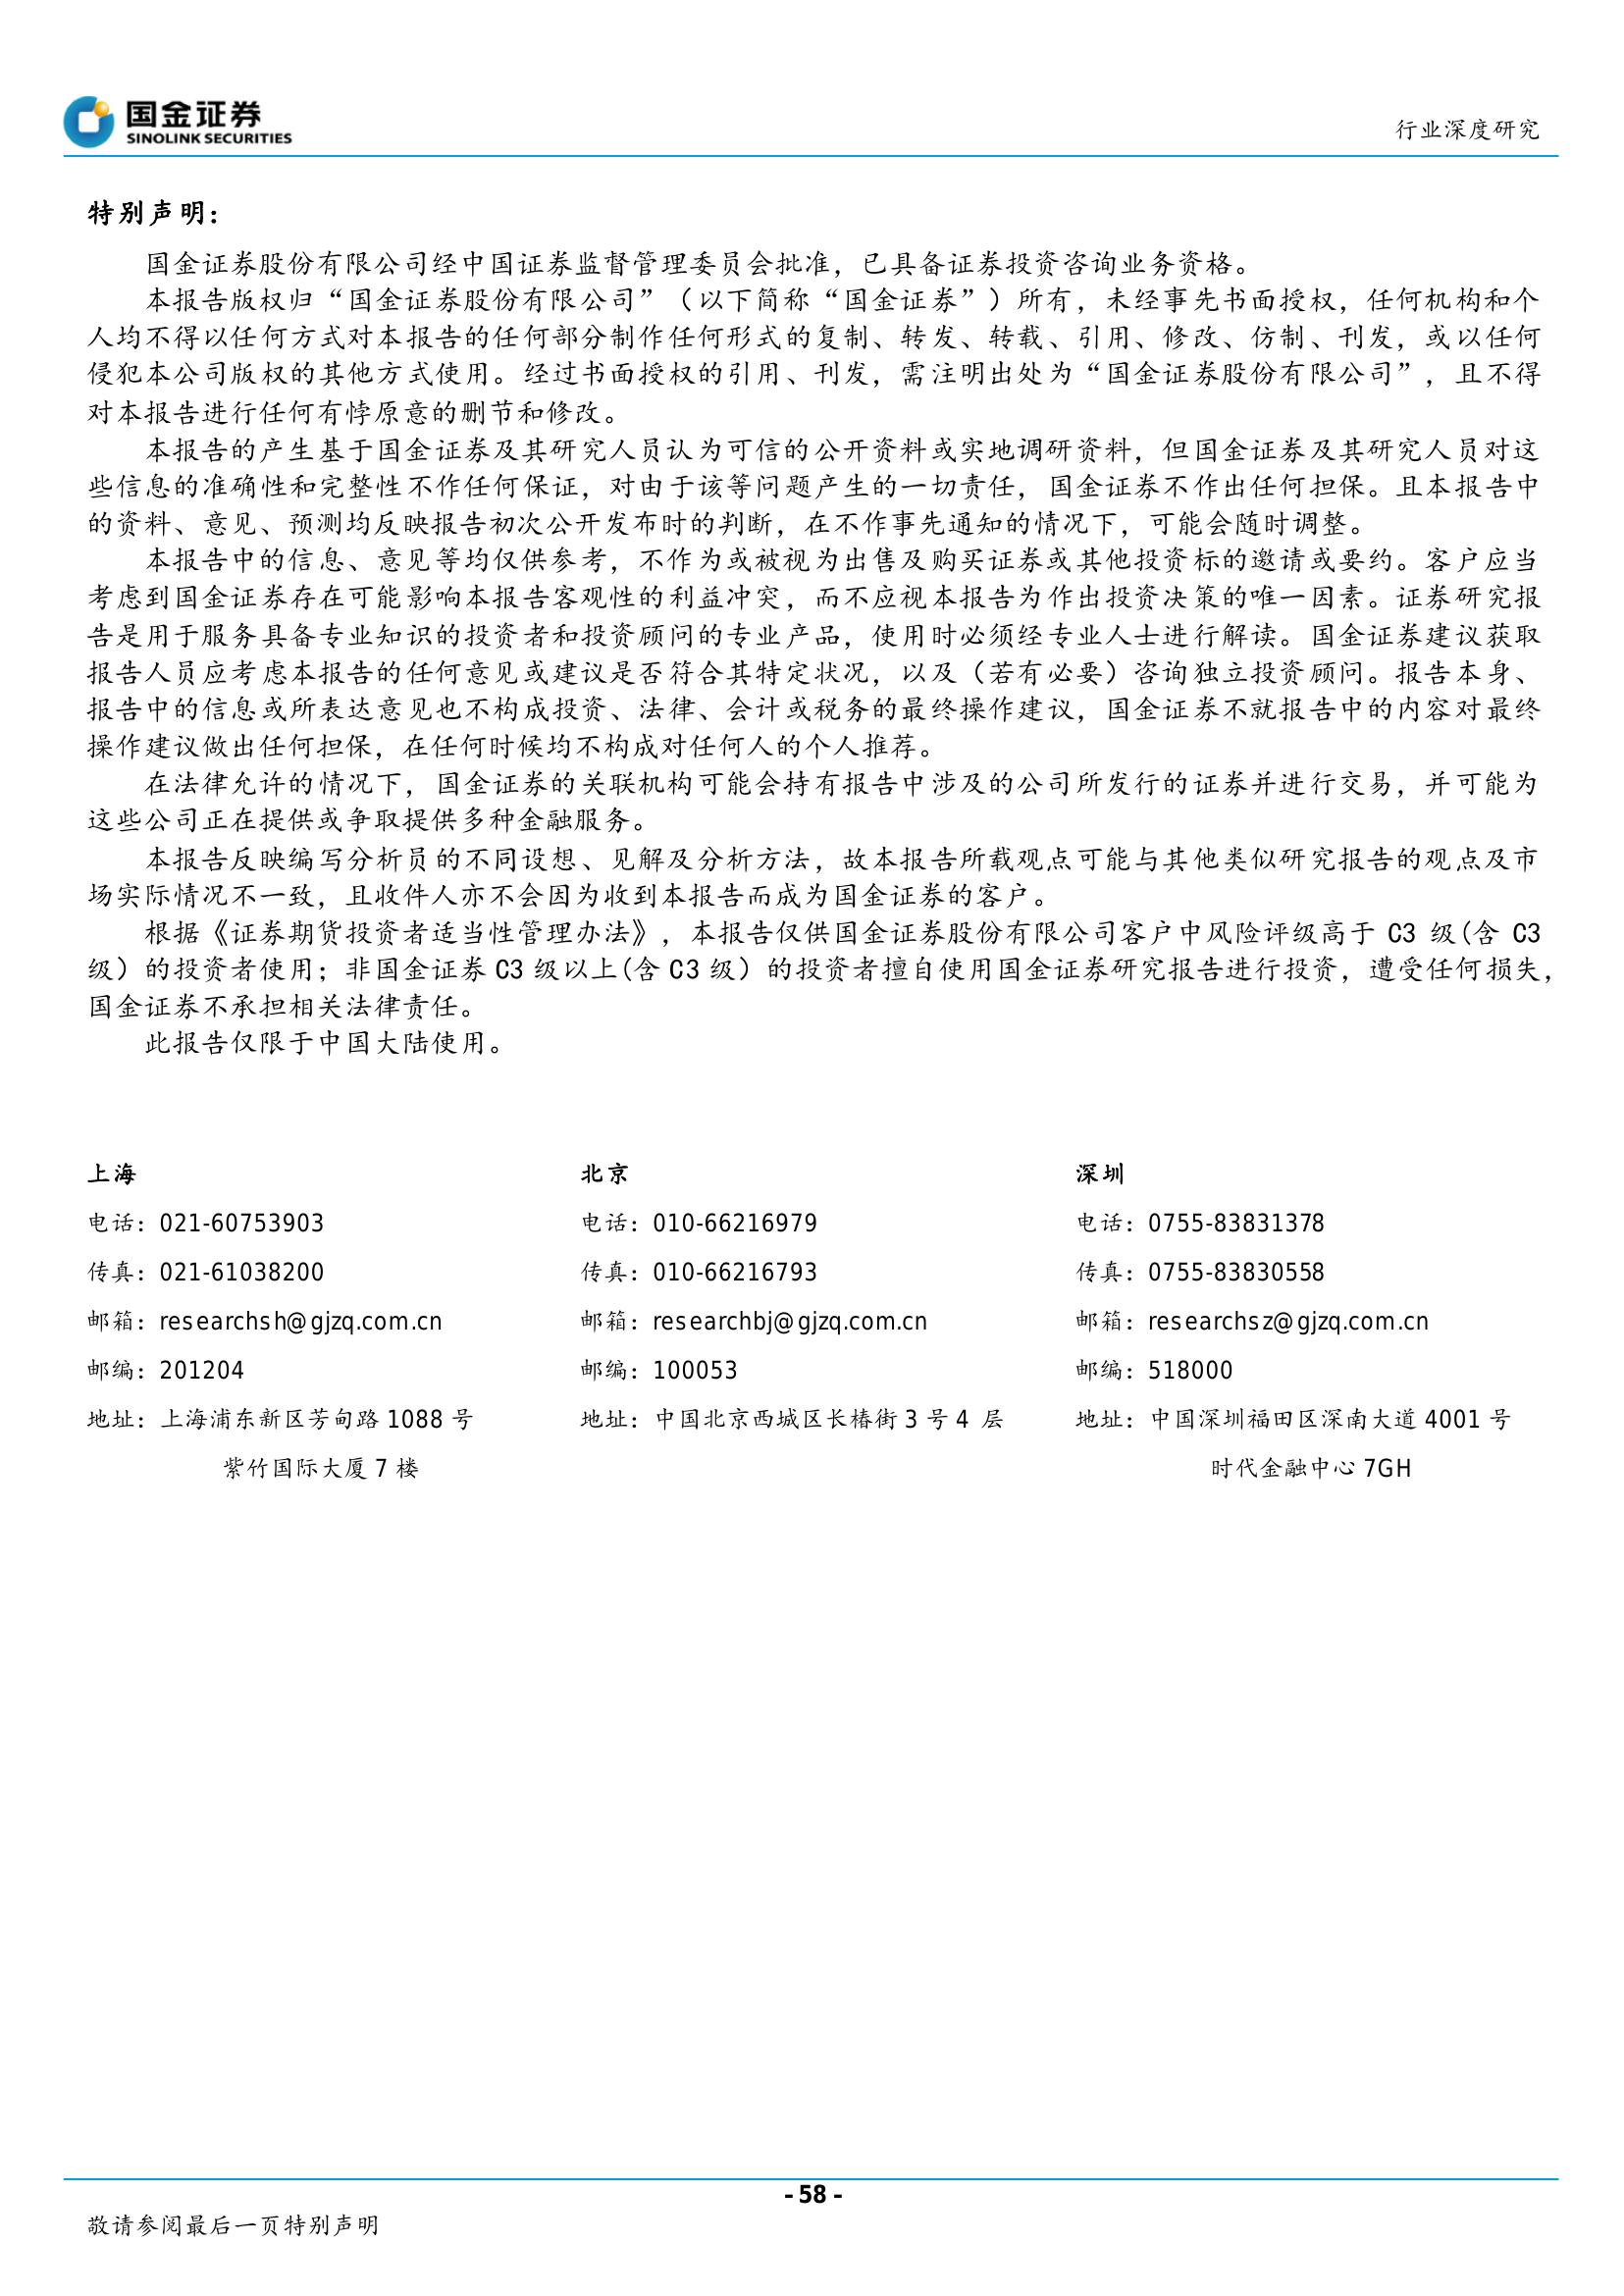 国金证券
SINOLINK SECURITIES
行业深度研究
特别声明：
国金证券股份有限公司经中国证券监督管理委员会批准，已具备证券投资咨询业务资格。
本报告版权归“国金证券股份有限公司”（以下简称“国金证券”）所有，未经事先书面授权，任何机构和个
人均不得以任何方式对本报告的任何部分制作任何形式的复制、转发、转载、引用、修改、仿制、刊发，或以任何
侵犯本公司版权的其他方式使用。经过书面授权的引用、刊发，需注明出处为“国金证券股份有限公司”，且不得
对本报告进行任何有悖原意的删节和修改。
本报告的产生基于国金证券及其研究人员认为可信的公开资料或实地调研资料，但国金证券及其研究人员对这
些信息的准确性和完整性不作任何保证，对由于该等问题产生的一切责任，国金证券不作出任何担保。且本报告中
的资料、意见、预测均反映报告初次公开发布时的判断，在不作事先通知的情况下，可能会随时调整。
本报告中的信息、意见等均仅供参考，不作为或被视为出售及购买证券或其他投资标的邀请或要约。客户应当
考虑到国金证券存在可能影响本报告客观性的利益冲突，而不应视本报告为作出投资决策的唯一因素。证券研究报
告是用于服务具备专业知识的投资者和投资顾问的专业产品，使用时必须经专业人士进行解读。国金证券建议获取
报告人员应考虑本报告的任何意见或建议是否符合其特定状况，以及（若有必要）咨询独立投资顾问。报告本身、
报告中的信息或所表达意见也不构成投资、法律、会计或税务的最终操作建议，国金证券不就报告中的内容对最终
操作建议做出任何担保，在任何时候均不构成对任何人的个人推荐。
在法律允许的情况下，国金证券的关联机构可能会持有报告中涉及的公司所发行的证券并进行交易，并可能为
这些公司正在提供或争取提供多种金融服务。
本报告反映编写分析员的不同设想、见解及分析方法，故本报告所载观点可能与其他类似研究报告的观点及市
场实际情况不一致，且收件人亦不会因为收到本报告而成为国金证券的客户。
根据《证券期货投资者适当性管理办法》，本报告仅供国金证券股份有限公司客户中风险评级高于 C3 级(含 C3
级）的投资者使用；非国金证券 C3 级以上(含 C3 级）的投资者擅自使用国金证券研究报告进行投资，遭受任何损失，
国金证券不承担相关法律责任。
此报告仅限于中国大陆使用。
上海
电话：021-60753903
传真：021-61038200
邮箱：researchsh@gjzq.com.cn
邮编：201204
地址：上海浦东新区芳甸路 1088 号
紫竹国际大厦 7 楼
北京
电话：010-66216979
传真：010-66216793
邮箱：researchbj@gjzq.com.cn
邮编：100053
地址：中国北京西城区长椿街 3 号 4 层
深圳
电话：0755-83831378
传真：0755-83830558
邮箱：researchsz@gjzq.com.cn
邮编：518000
地址：中国深圳福田区深南大道 4001 号
时代金融中心 7GH
- 58 -
敬请参阅最后一页特别声明